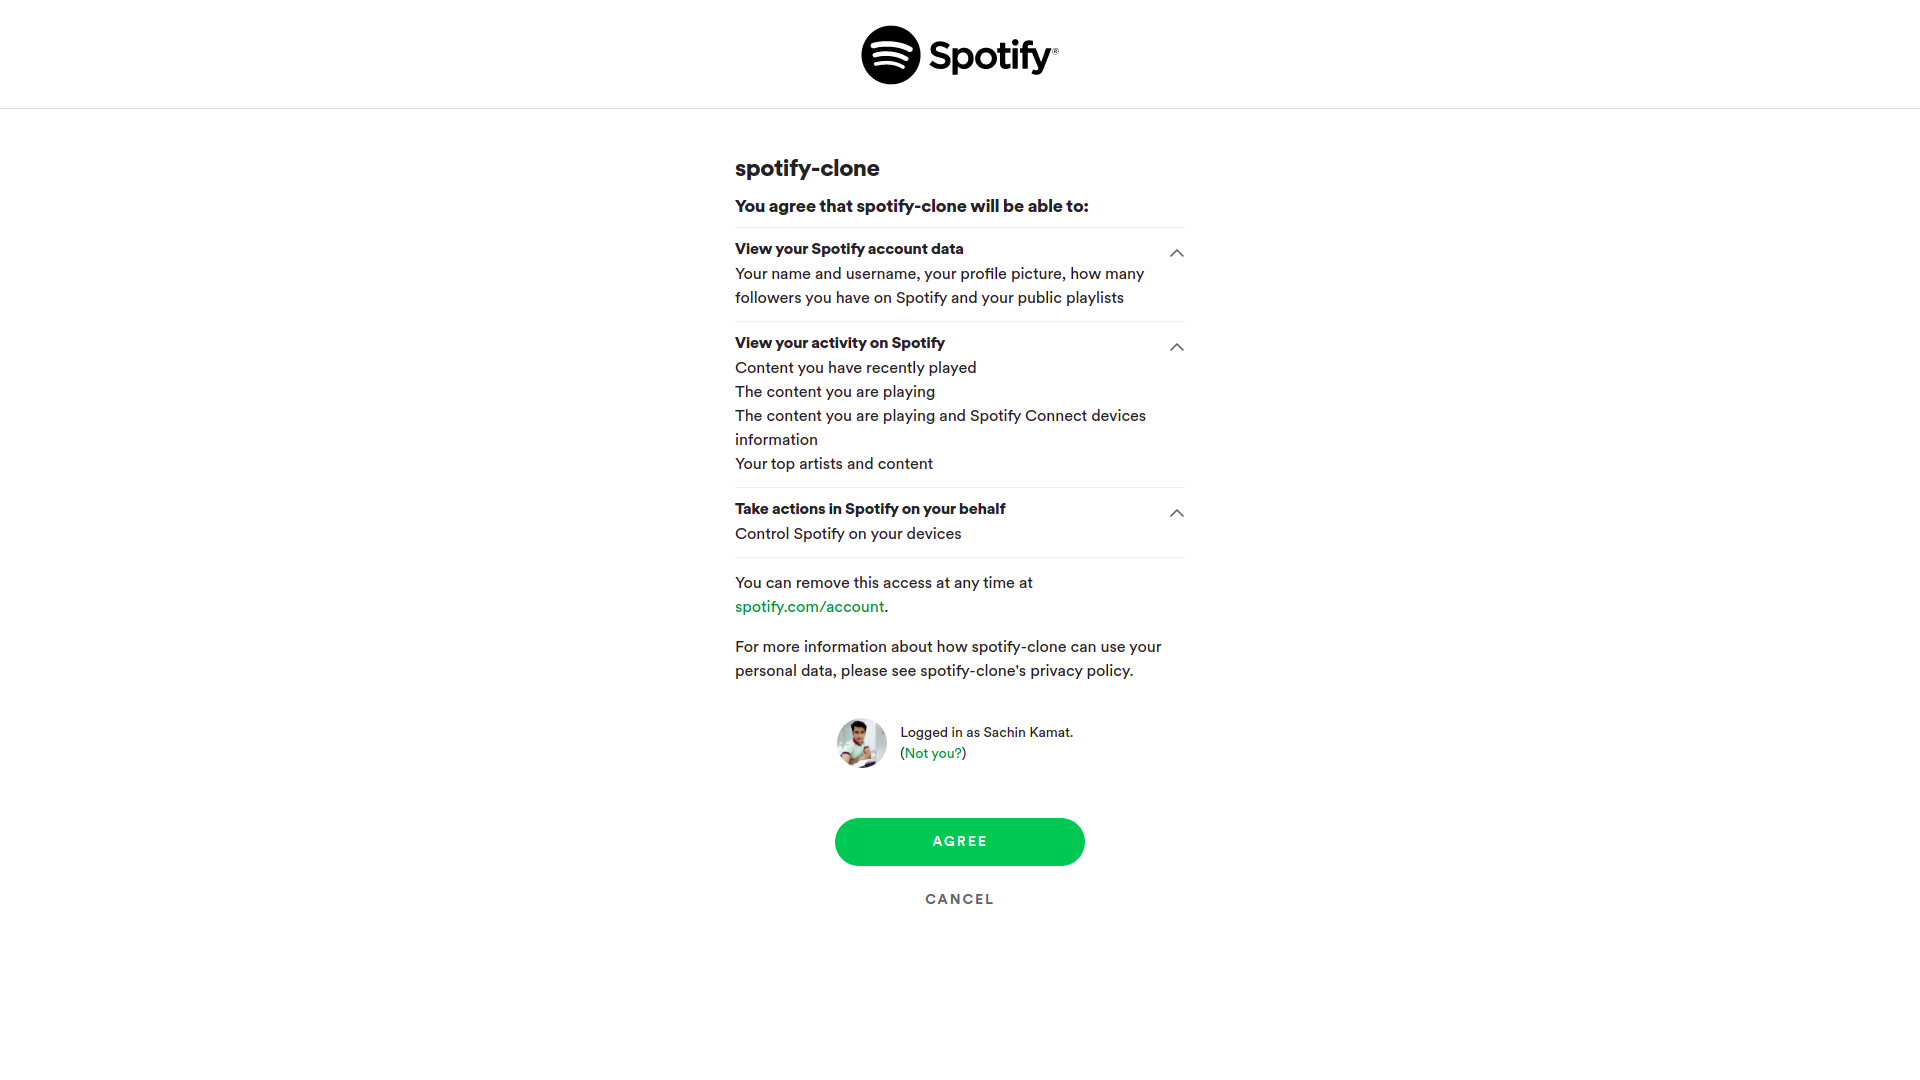 Spotify®
spotify-clone
You agree that spotify-clone will be able to:
View your Spotify account data
Your name and username, your profile picture, how many
followers you have on Spotify and your public playlists
View your activity on Spotify
Content you have recently played
The content you are playing
The content you are playing and Spotify Connect devices
information
Your top artists and content
Take actions in Spotify on your behalf
Control Spotify on your devices
You can remove this access at any time at
spotify.com/account.
For more information about how spotify-clone can use your
personal data, please see spotify-clone's privacy policy.
Logged in as Sachin Kamat.
(Not you?)
AGREE
CANCEL